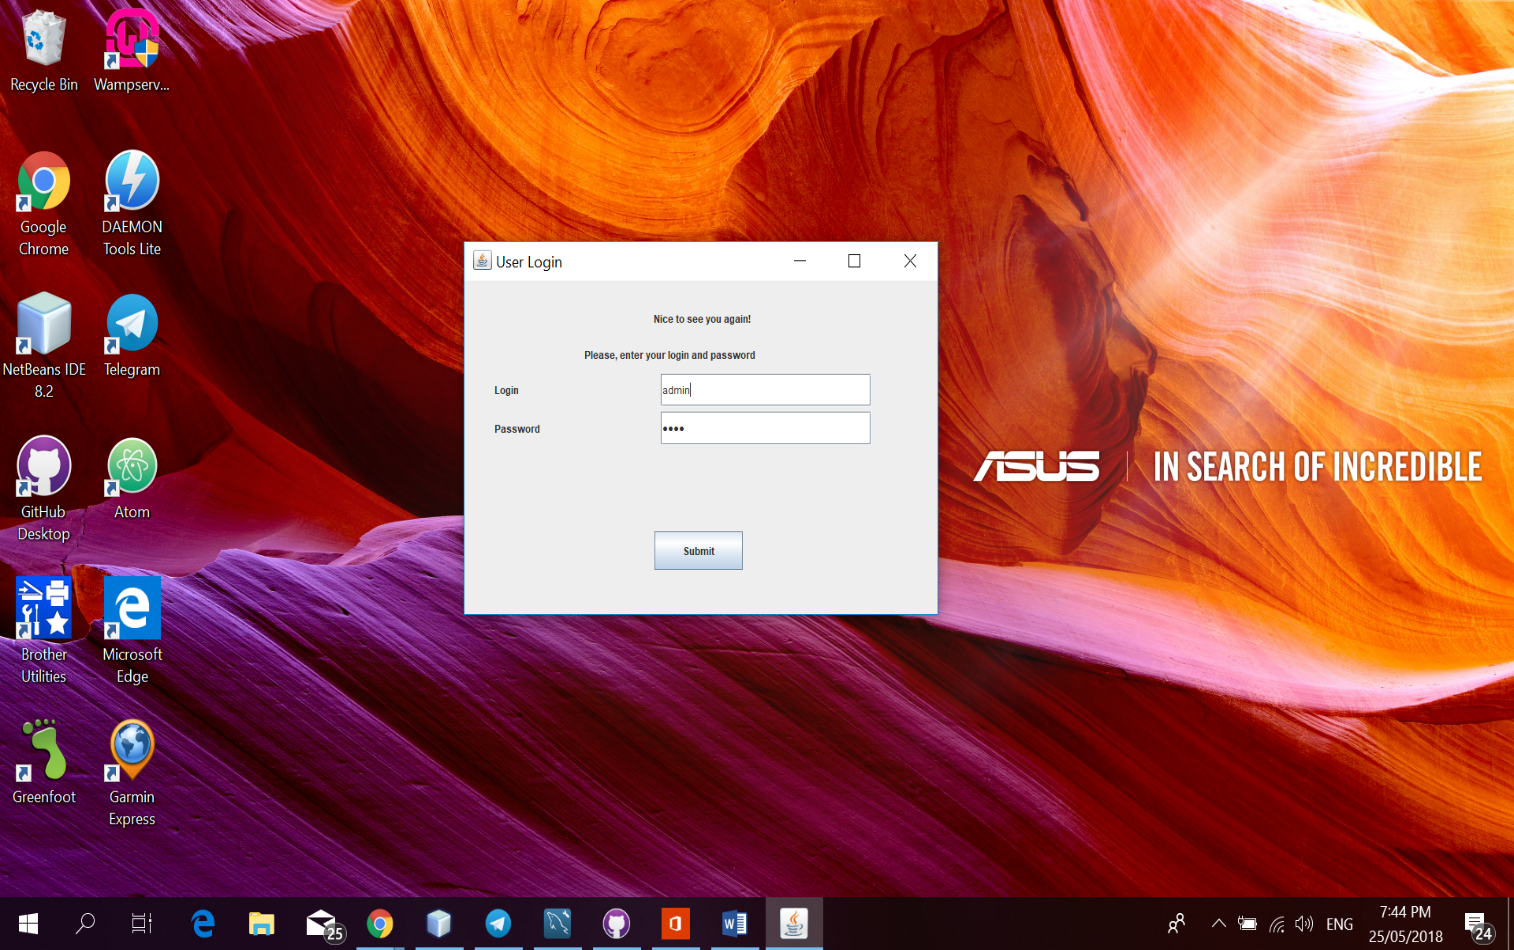 Recycle Bin
Wampserv...
Google
Chrome
DAEMON
Tools Lite
NetBeans IDE
8.2
Telegram
GitHub
Desktop
Atom
Brother
Utilities
Microsoft
Edge
Greenfoot
Garmin
Express
User Login
Nice to see you again!
Please, enter your login and password
Login
admin
Password
••••
Submit
ASUS | IN SEARCH OF INCREDIBLE
25
ENG
7:44 PM
25/05/2018
24